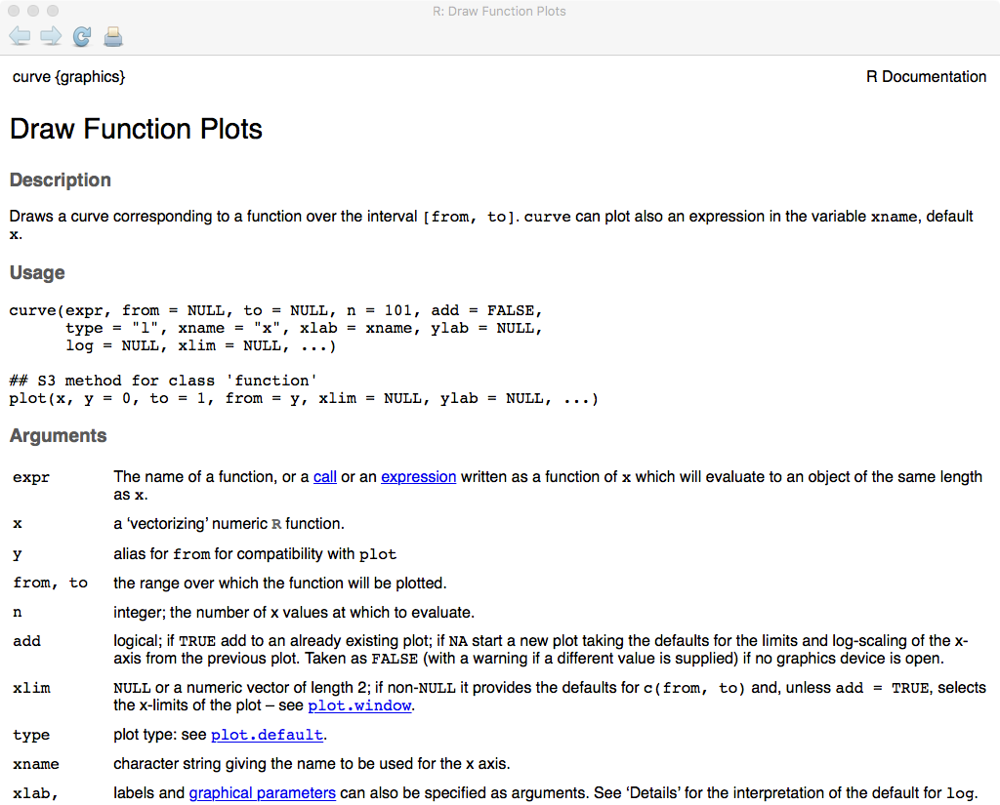 R: Draw Function Plots
curve {graphics} R Documentation
Draw Function Plots
Description
Draws a curve corresponding to a function over the interval [from, to]. curve can plot also an expression in the variable xname, default
x.
Usage
curve(expr, from = NULL, to = NULL, n = 101, add = FALSE,
      type = "l", xname = "x", xlab = xname, ylab = NULL,
      log = NULL, xlim = NULL, ...)
## S3 method for class 'function'
plot(x, y = 0, to = 1, from = y, xlim = NULL, ylab = NULL, ...)
Arguments
expr The name of a function, or a call or an expression written as a function of x which will evaluate to an object of the same length
as x.
x a ‘vectorizing’ numeric R function.
y alias for from for compatibility with plot
from, to the range over which the function will be plotted.
n integer; the number of x values at which to evaluate.
add logical; if TRUE add to an already existing plot; if NA start a new plot taking the defaults for the limits and log-scaling of the x-
axis from the previous plot. Taken as FALSE (with a warning if a different value is supplied) if no graphics device is open.
xlim NULL or a numeric vector of length 2; if non-NULL it provides the defaults for c(from, to) and, unless add = TRUE, selects
the x-limits of the plot – see plot.window.
type plot type: see plot.default.
xname character string giving the name to be used for the x axis.
xlab, labels and graphical parameters can also be specified as arguments. See ‘Details’ for the interpretation of the default for log.